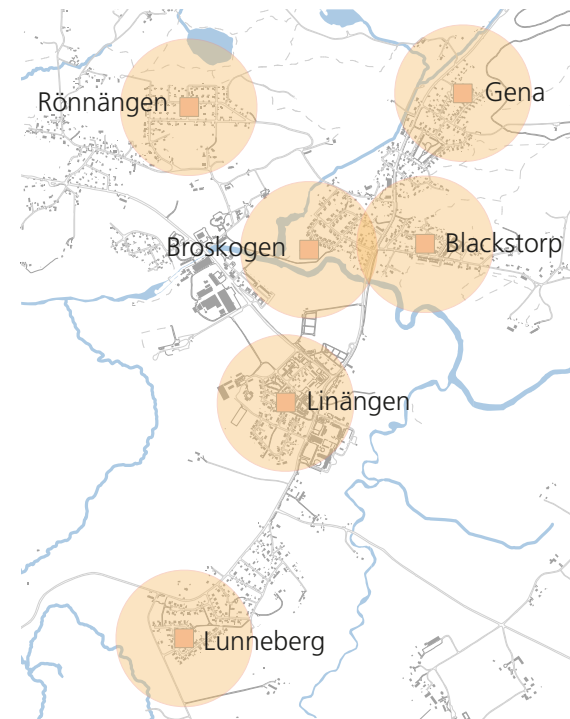 Rönnängen
Gena
Broskogen
Blackstorp
Linängen
Lunneberg